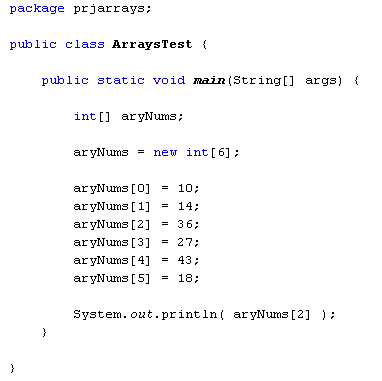 package prjarrays;
public class ArraysTest {
public static void main(String[] args) {
int[] aryNums;
aryNums = new int[6];
aryNums[0] = 10;
aryNums[1] = 14;
aryNums[2] = 36;
aryNums[3] = 27;
aryNums[4] = 43;
aryNums[5] = 18;
System.out.println( aryNums[2] );
}
}